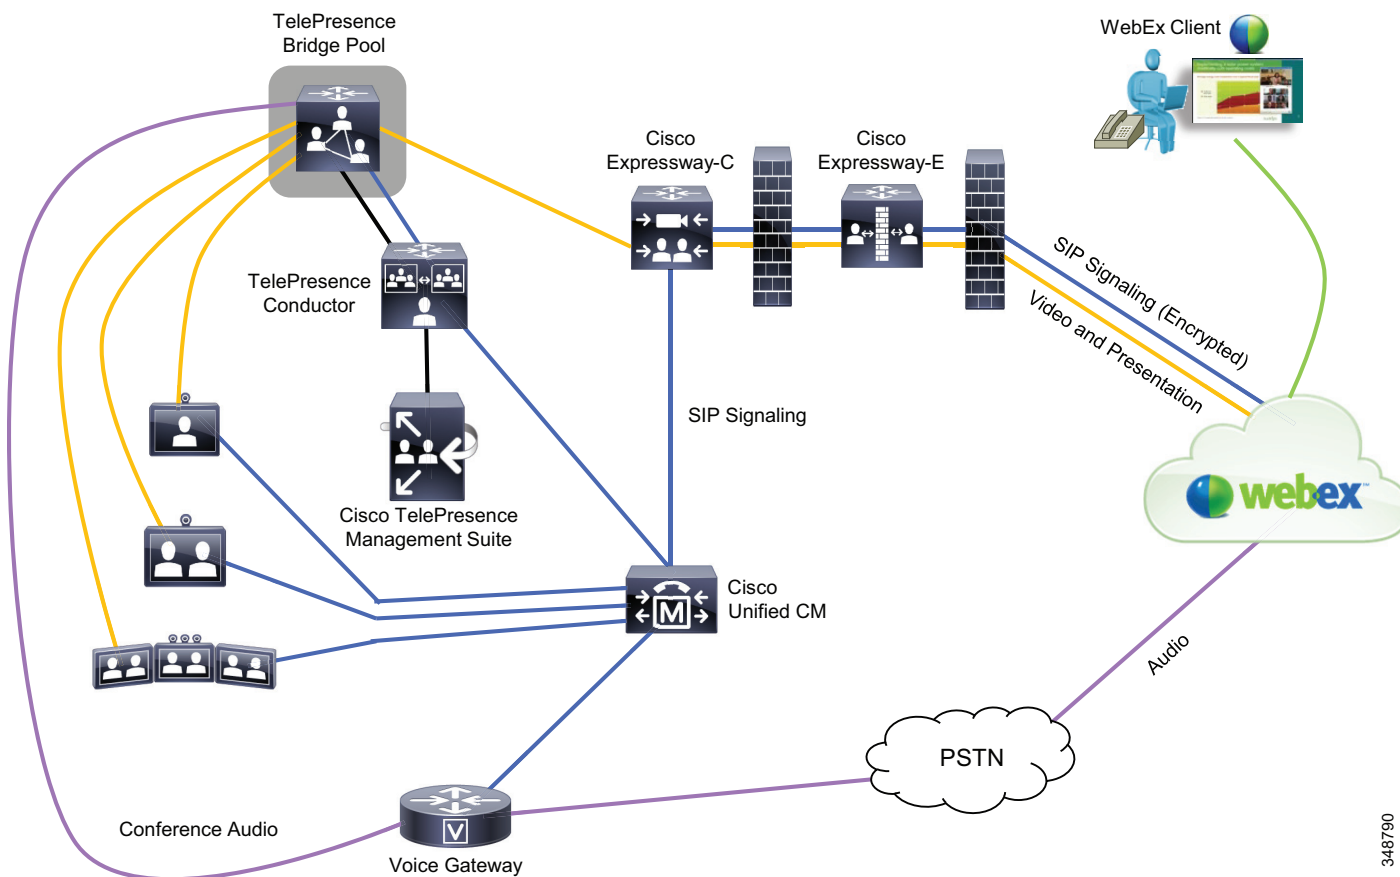 TelePresence
Bridge Pool
WebEx Client
Cisco
Expressway-C
Cisco
Expressway-E
TelePresence
Conductor
SIP Signaling (Encrypted)
Video and Presentation
SIP Signaling
webex™
Cisco TelePresence
Management Suite
M
Cisco
Unified CM
Audio
PSTN
Conference Audio
V
Voice Gateway
348790